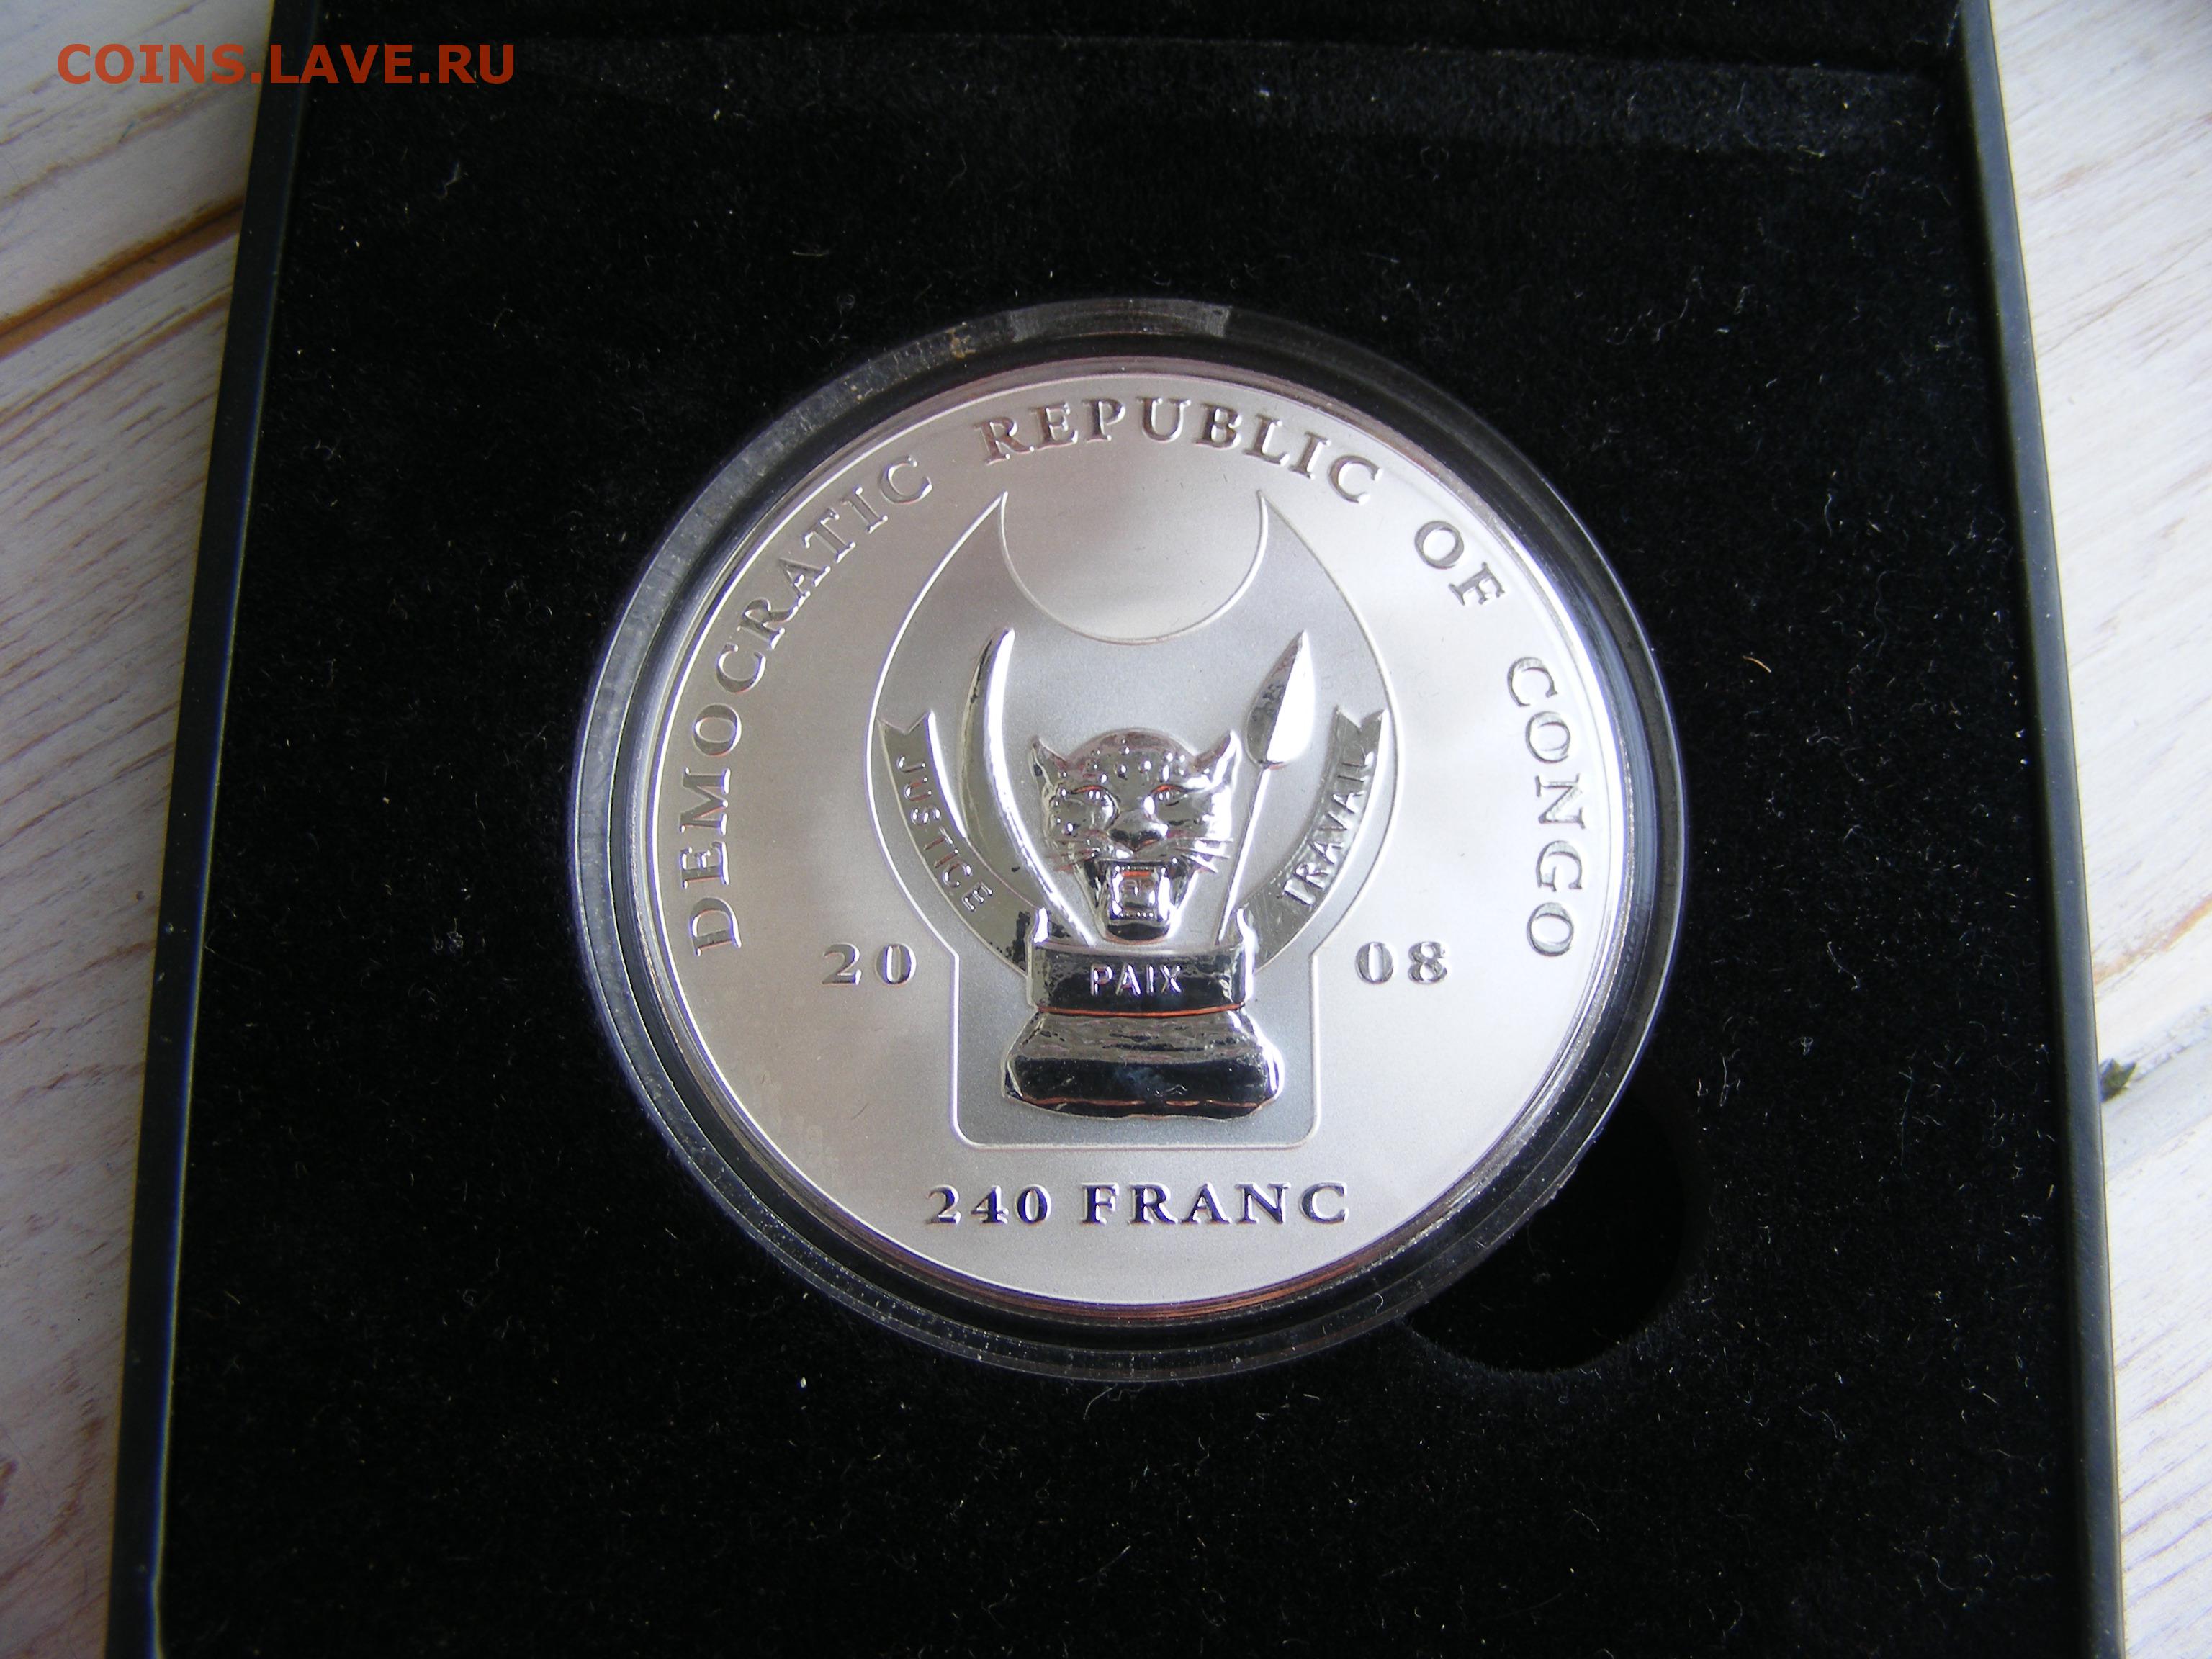 COINS.LAVE.RU
DEMOCRATIC REPUBLIC OF CONGO
JUSTICE
TRAVAIL
20 08
PAIX
240 FRANC